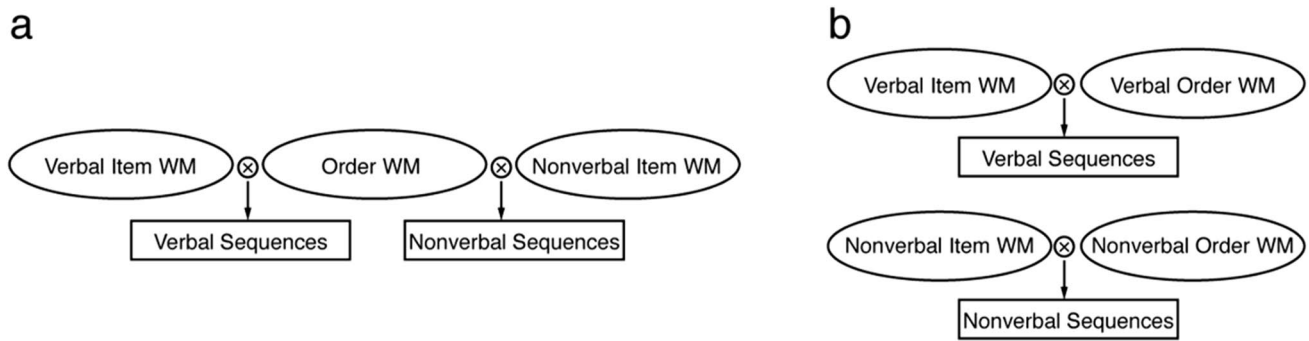 a
Verbal Item WM
Order WM
Nonverbal Item WM
Verbal Sequences
Nonverbal Sequences
b
Verbal Item WM
Verbal Order WM
Verbal Sequences
Nonverbal Item WM
Nonverbal Order WM
Nonverbal Sequences